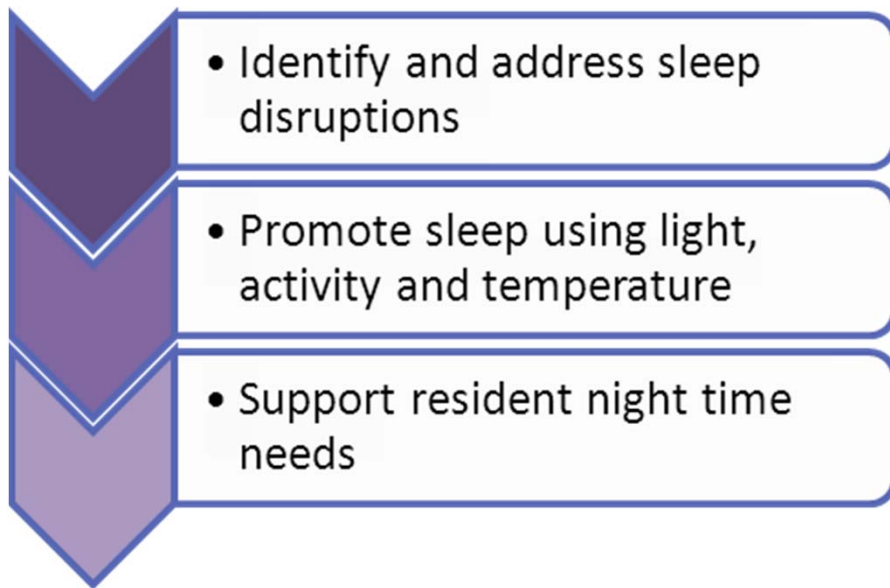 • Identify and address sleep
disruptions
• Promote sleep using light,
activity and temperature
• Support resident night time
needs